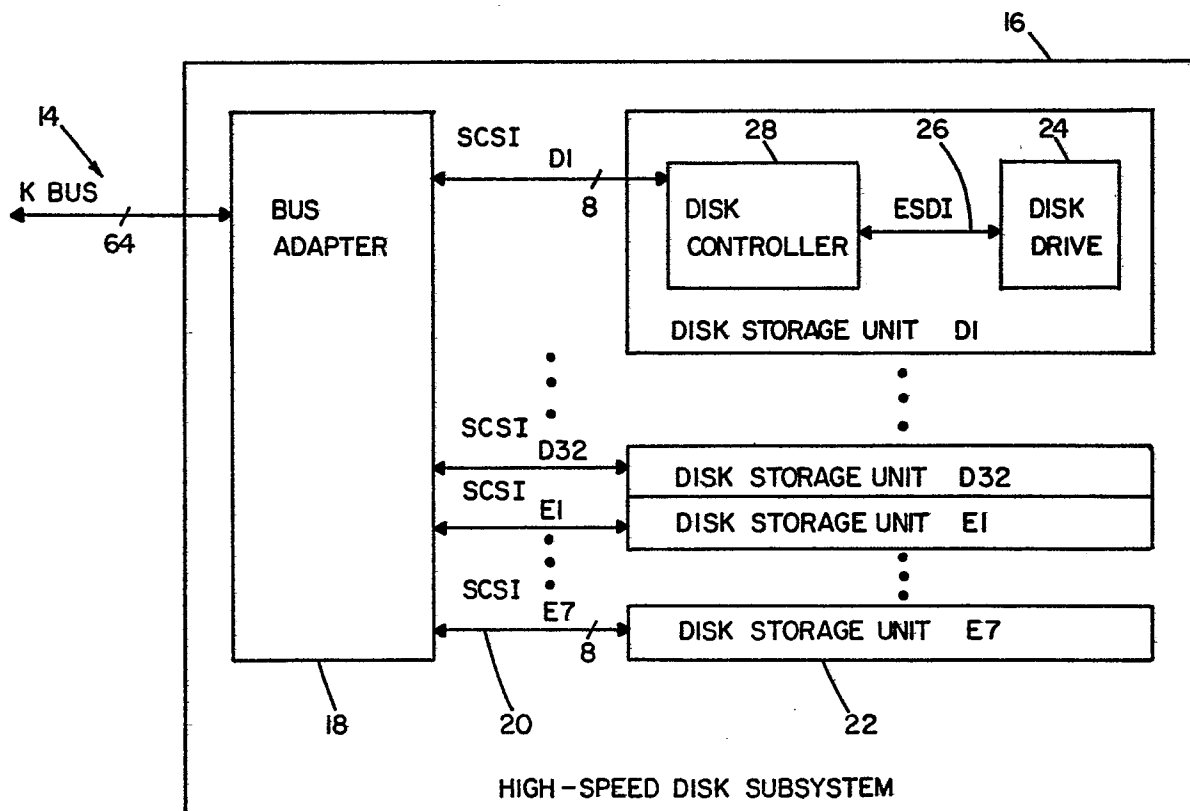 16
14
K BUS
64
BUS
ADAPTER
SCSI
D1
8
28
26
24
DISK
CONTROLLER
ESDI
DISK
DRIVE
DISK STORAGE UNIT D1
SCSI
D32
DISK STORAGE UNIT D32
SCSI
E1
DISK STORAGE UNIT E1
SCSI
E7
8
DISK STORAGE UNIT E7
18
20
22
HIGH-SPEED DISK SUBSYSTEM